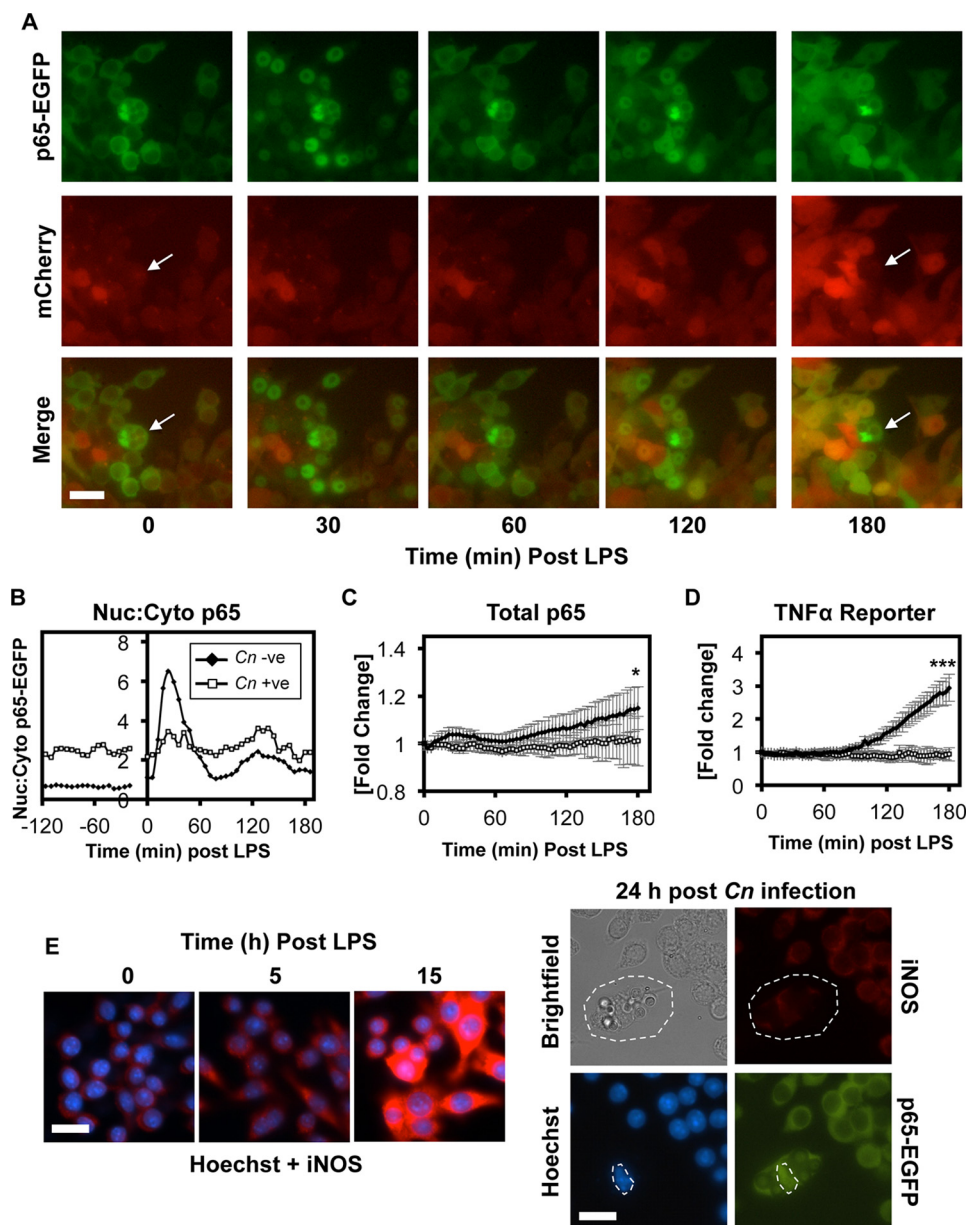 A
p65-EGFP
mCherry
Merge
0 30 60 120 180
Time (min) Post LPS
B
Nuc:Cyto p65
Nuc:Cyto p65-EGFP
8
6
4
2
0
Cn -ve
Cn +ve
-120 -60 0 60 120 180
Time (min) post LPS
C
Total p65
[Fold Change]
1.4
1.2
1
0.8
*
0 60 120 180
Time (min) Post LPS
D
TNFα Reporter
[Fold change]
4
3
2
1
0
***
0 60 120 180
Time (min) post LPS
E
Time (h) Post LPS
0 5 15
Hoechst + iNOS
24 h post Cn infection
Brightfield
iNOS
Hoechst
p65-EGFP